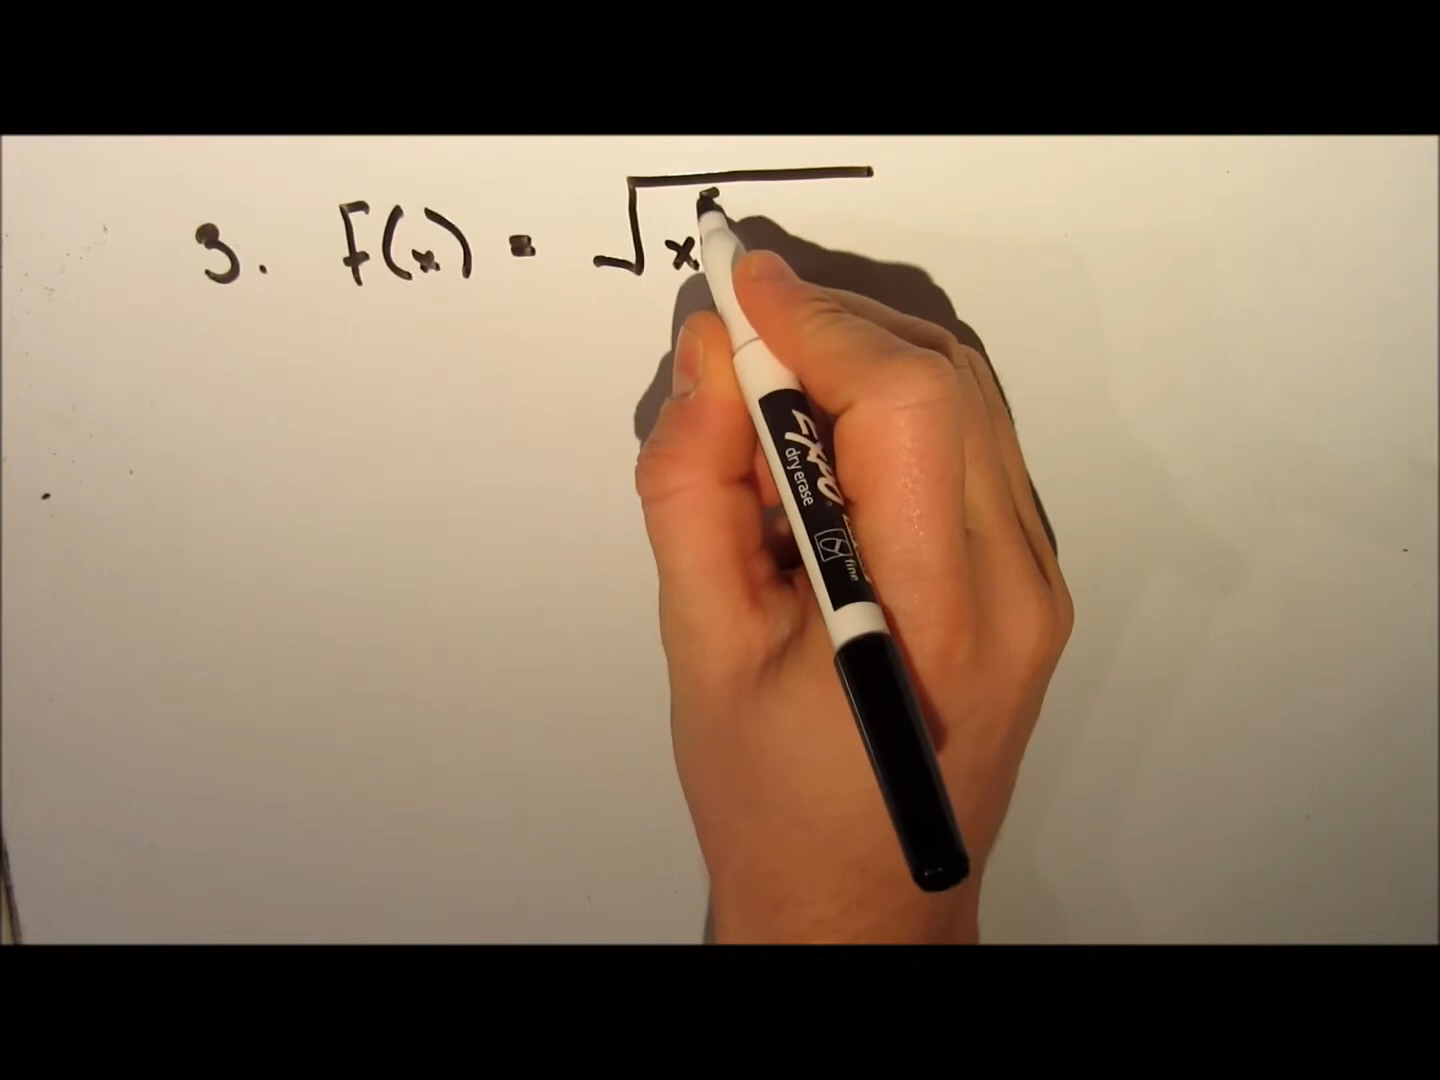 3. F(x) = √x
EXPO
dry erase
fine